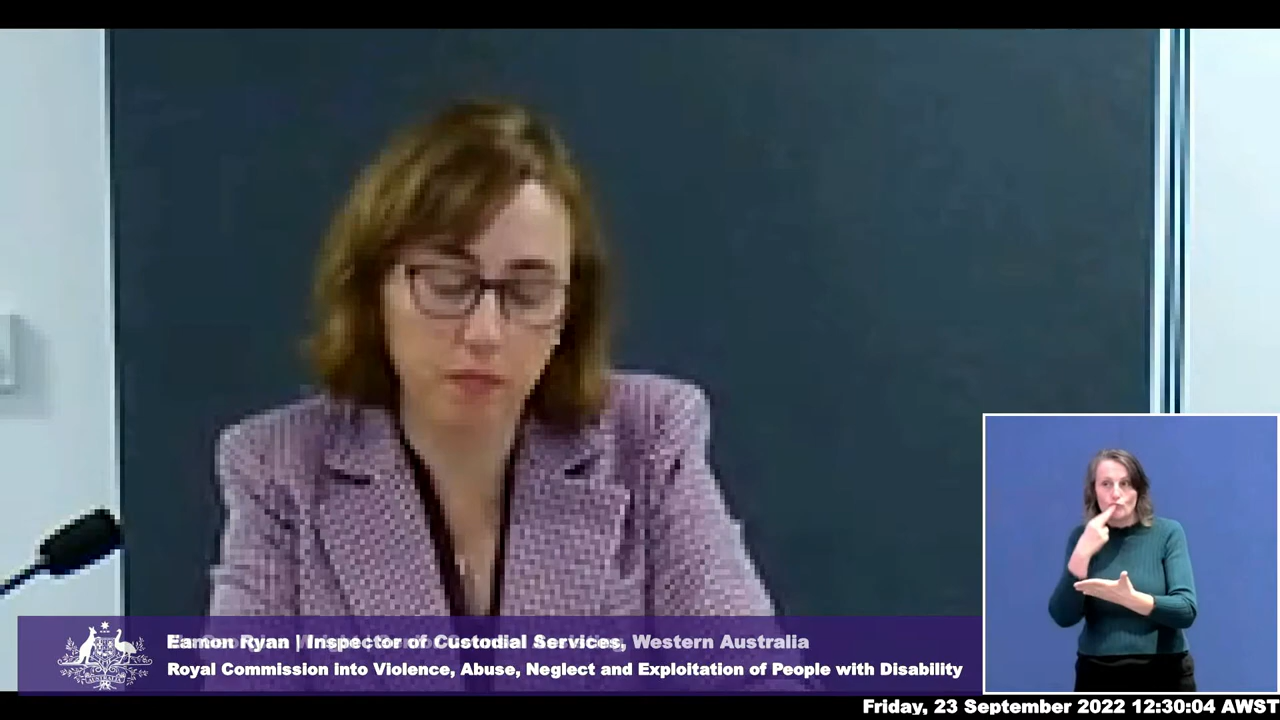 Eamon Ryan | Inspector of Custodial Services, Western Australia
Royal Commission into Violence, Abuse, Neglect and Exploitation of People with Disability
Friday, 23 September 2022 12:30:04 AWST